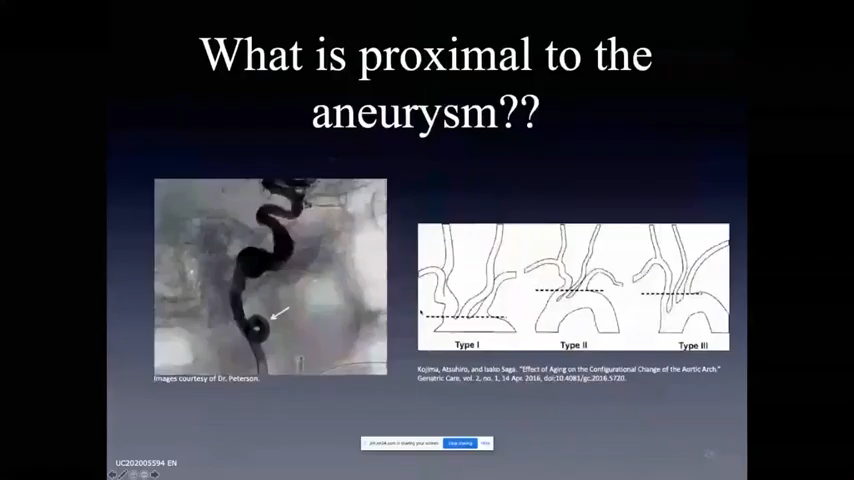 What is proximal to the
aneurysm??
Type I
Type II
Type III
Images courtesy of Dr. Peterson.
Kojima, Atsuhiro, and Isako Saga. "Effect of Aging on the Configurational Change of the Aortic Arch."
Geriatric Care, vol. 2, no. 1, 14 Apr. 2016, doi:10.4081/gc.2016.5720.
is sharing your screen.
Stop sharing
Hide
UC202005594 EN